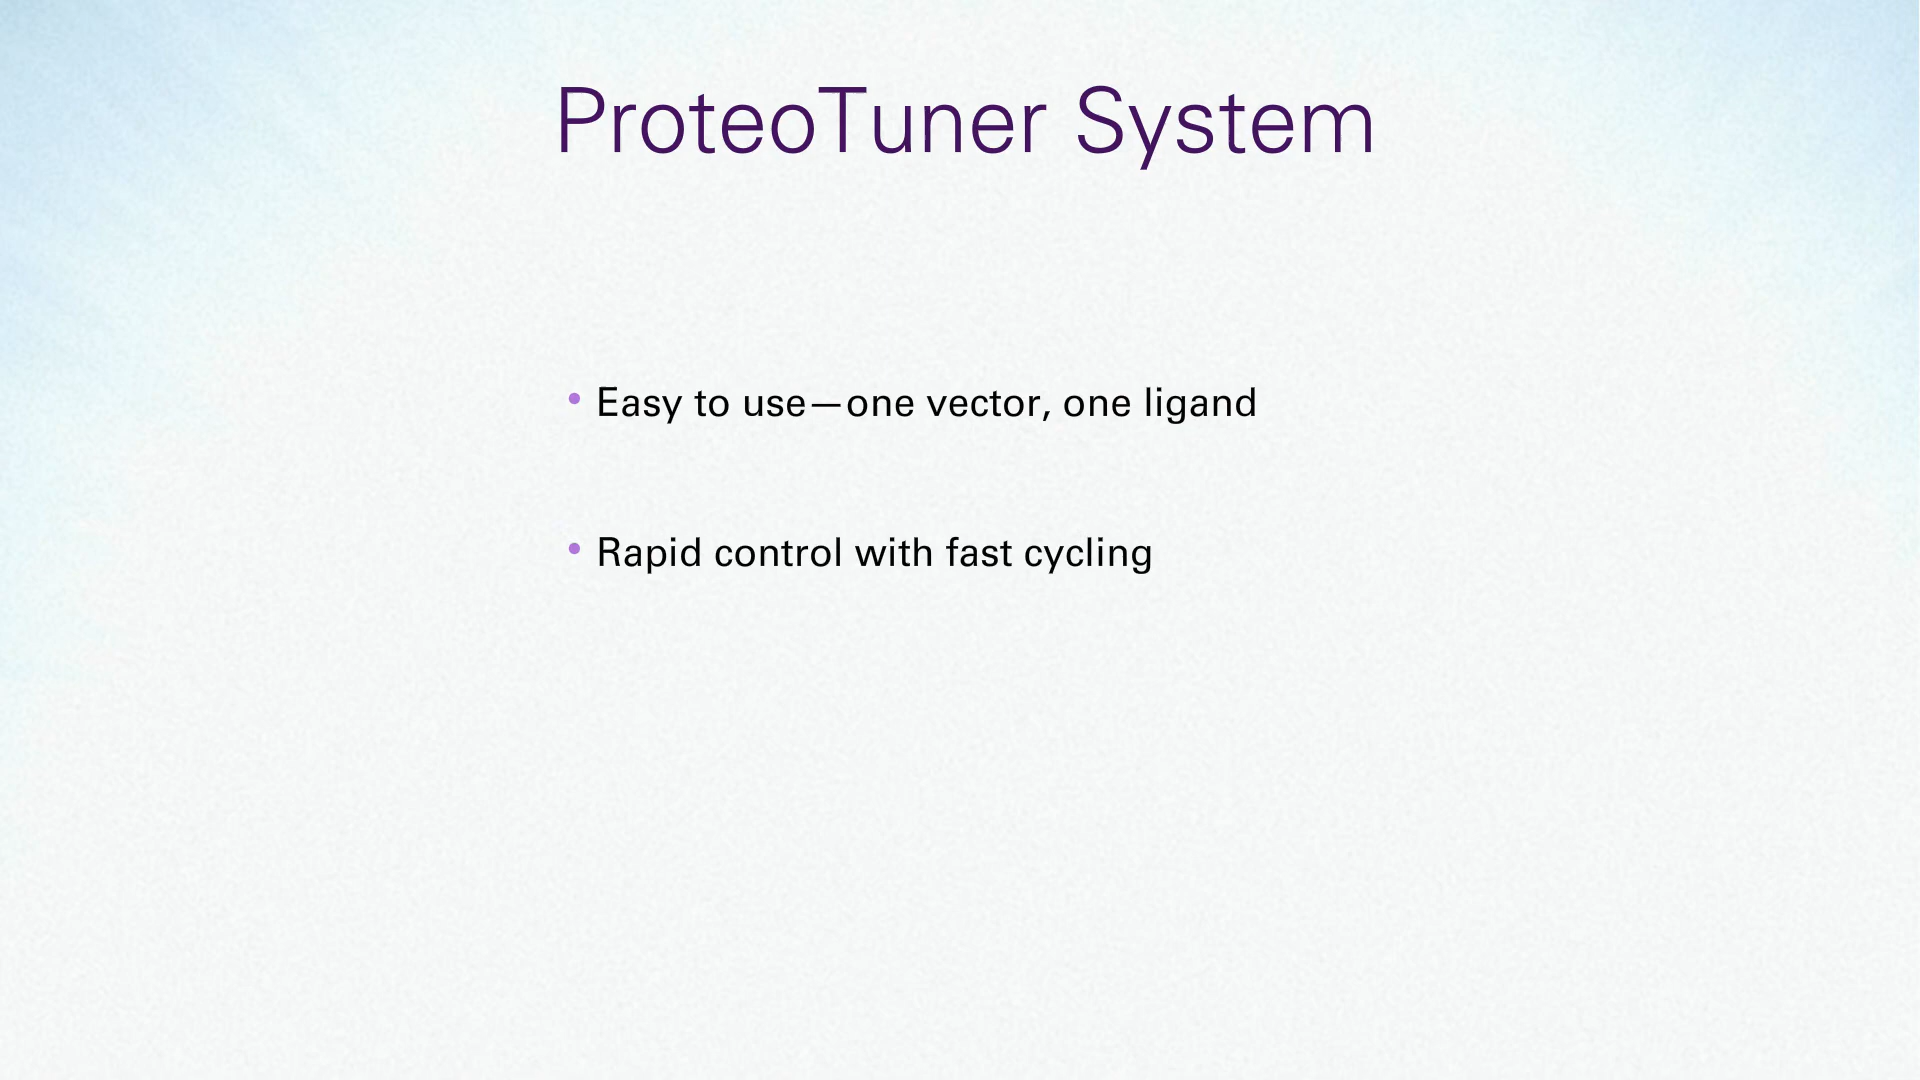 ProteoTuner System
• Easy to use—one vector, one ligand
• Rapid control with fast cycling